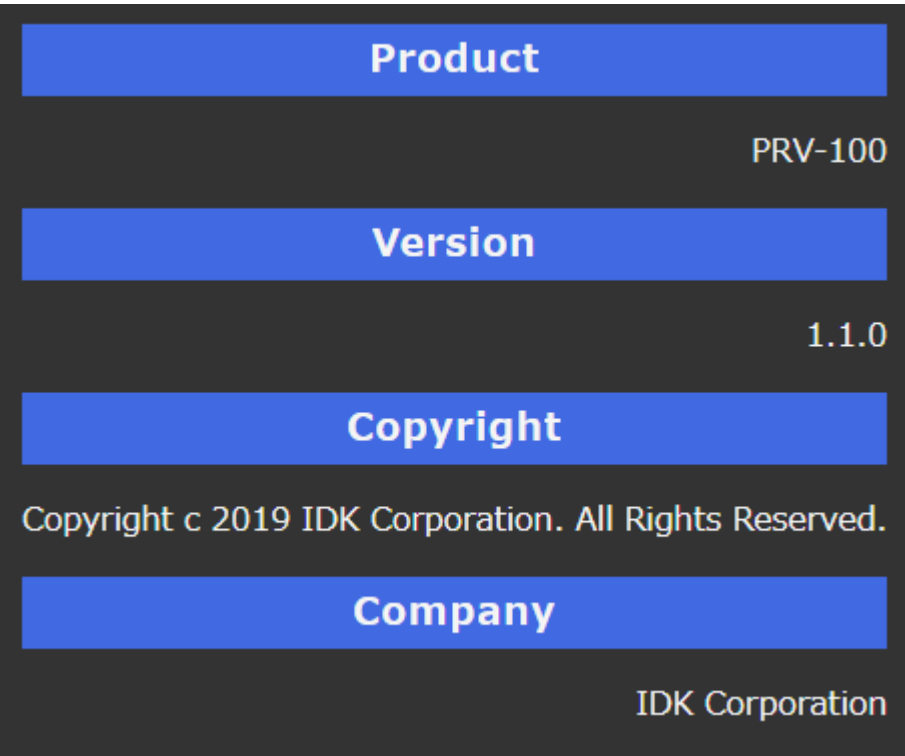 Product
PRV-100
Version
1.1.0
Copyright
Copyright c 2019 IDK Corporation. All Rights Reserved.
Company
IDK Corporation